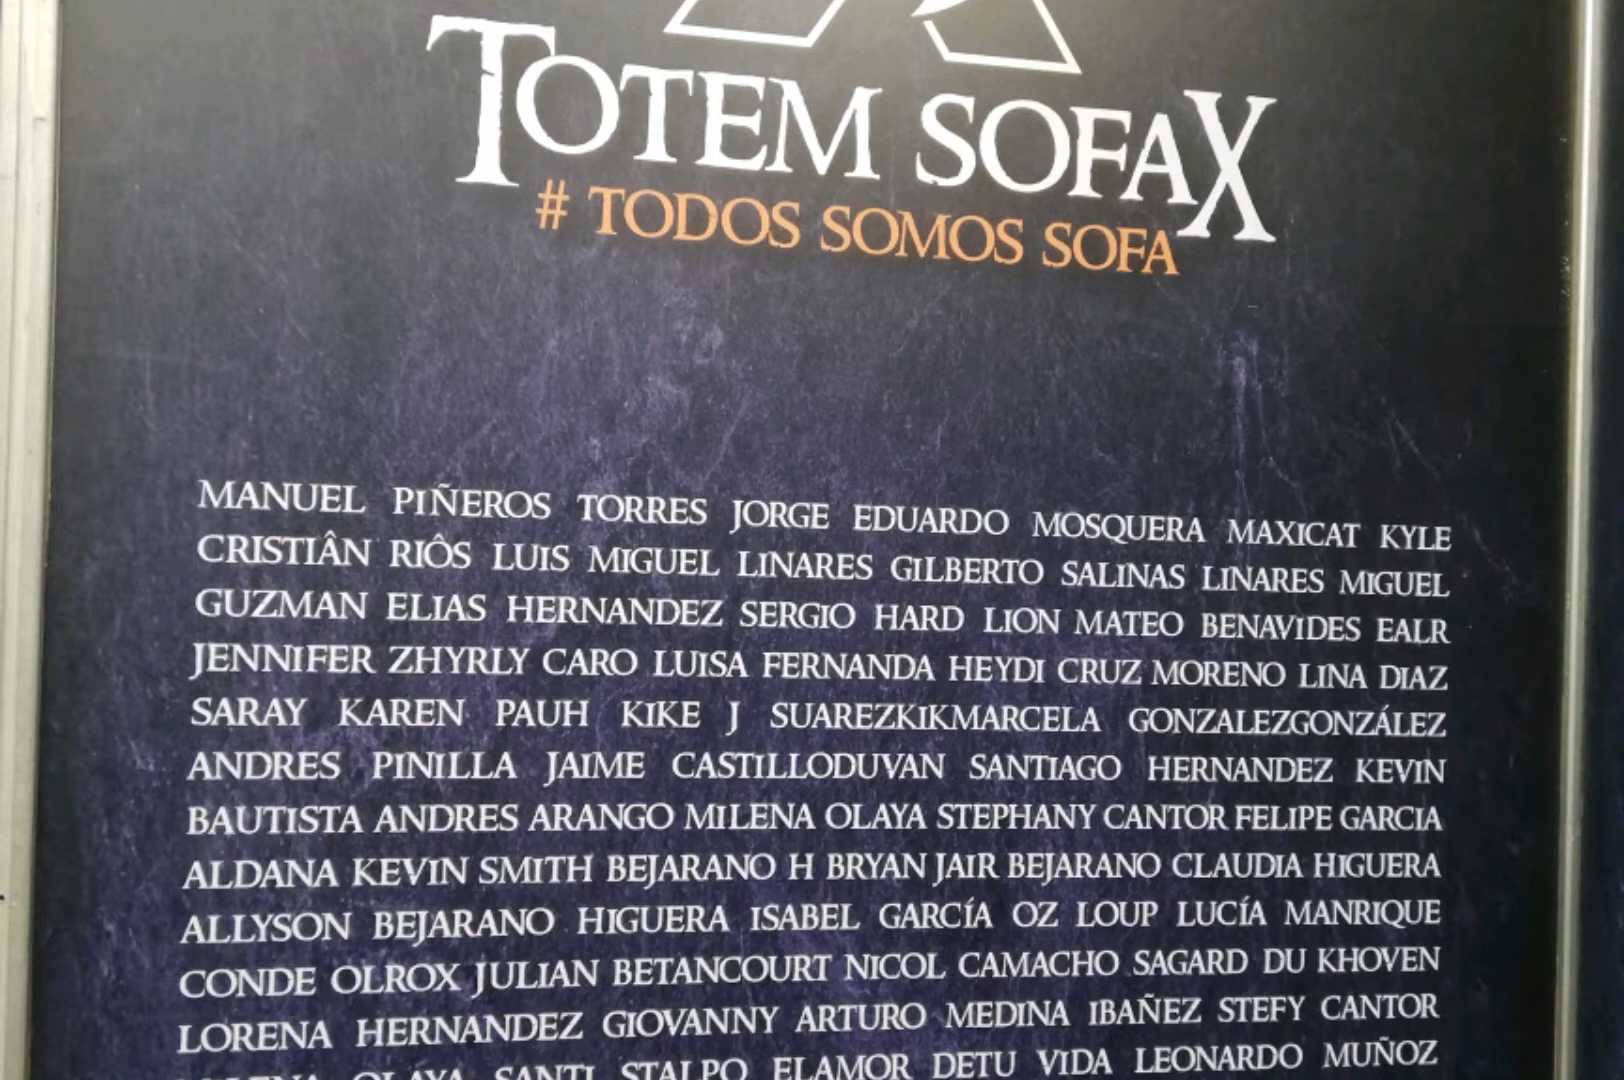 TOTEM SOFAX
# TODOS SOMOS SOFA
MANUEL PIÑEROS TORRES JORGE EDUARDO MOSQUERA MAXICAT KYLE
CRISTIÂN RIÔS LUIS MIGUEL LINARES GILBERTO SALINAS LINARES MIGUEL
GUZMAN ELIAS HERNANDEZ SERGIO HARD LION MATEO BENAVIDES EALR
JENNIFER ZHYRLY CARO LUISA FERNANDA HEYDI CRUZ MORENO LINA DIAZ
SARAY KAREN PAUH KIKE J SUAREZKIKMARCELA GONZALEZGONZÁLEZ
ANDRES PINILLA JAIME CASTILLODUVAN SANTIAGO HERNANDEZ KEVIN
BAUTISTA ANDRES ARANGO MILENA OLAYA STEPHANY CANTOR FELIPE GARCIA
ALDANA KEVIN SMITH BEJARANO H BRYAN JAIR BEJARANO CLAUDIA HIGUERA
ALLYSON BEJARANO HIGUERA ISABEL GARCÍA OZ LOUP LUCÍA MANRIQUE
CONDE OLROX JULIAN BETANCOURT NICOL CAMACHO SAGARD DU KHOVEN
LORENA HERNANDEZ GIOVANNY ARTURO MEDINA IBAÑEZ STEFY CANTOR
MILENA OLAYA SANTI STALPO ELAMOR DETU VIDA LEONARDO MUÑOZ